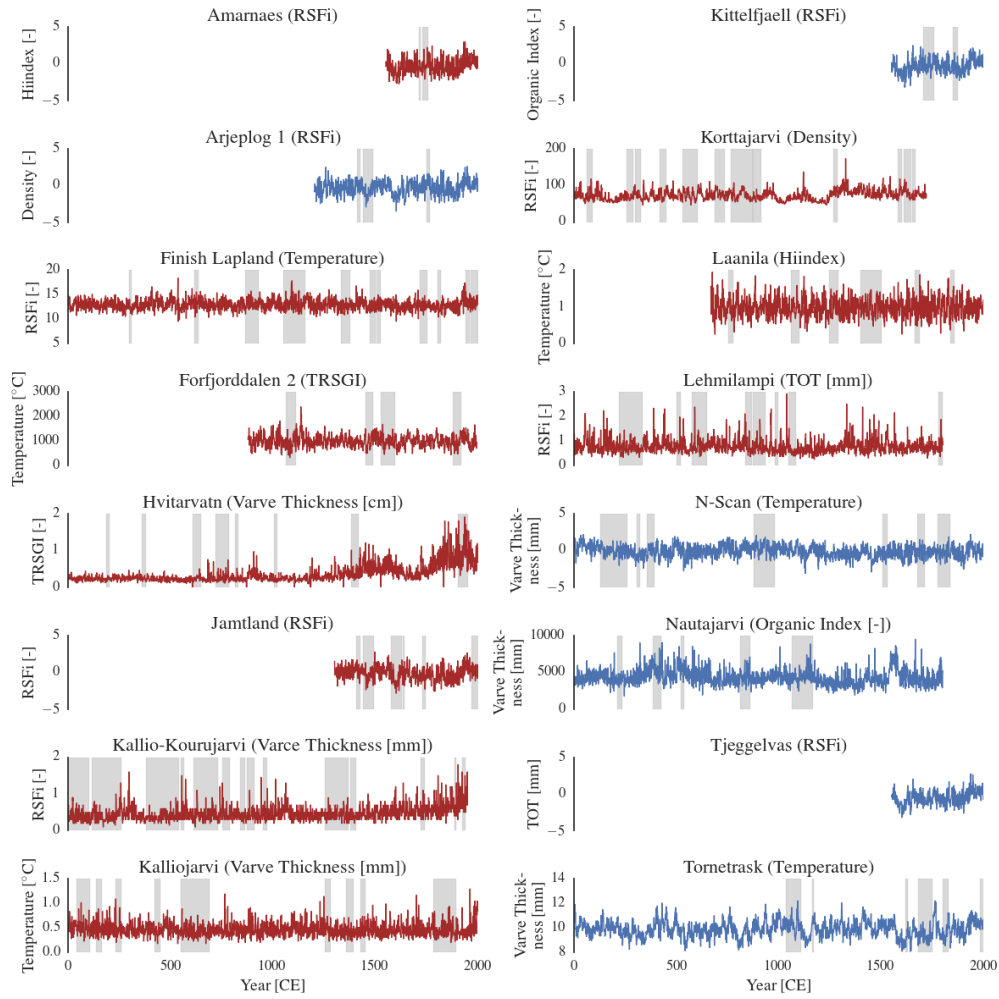 Amarnaes (RSFi)
Hiindex [-]
5
0
−5
Kittelfjaell (RSFi)
Organic Index [-]
5
0
−5
Arjeplog 1 (RSFi)
Density [-]
5
0
−5
Korttajarvi (Density)
RSFi [-]
200
100
0
Finish Lapland (Temperature)
RSFi [-]
20
15
10
5
Laanila (Hiindex)
Temperature [°C]
2
1
0
Forfjorddalen 2 (TRSGI)
Temperature [°C]
3000
2000
1000
0
Lehmilampi (TOT [mm])
RSFi [-]
3
2
1
0
Hvitarvatn (Varve Thickness [cm])
TRSGI [-]
2
1
0
N-Scan (Temperature)
Varve Thick-
ness [mm]
5
0
−5
Jamtland (RSFi)
RSFi [-]
5
0
−5
Nautajarvi (Organic Index [-])
Varve Thick-
ness [mm]
10000
5000
0
Kallio-Kourujarvi (Varce Thickness [mm])
RSFi [-]
2
1
0
Tjeggelvas (RSFi)
TOT [mm]
5
0
−5
Kalliojarvi (Varve Thickness [mm])
Temperature [°C]
1.5
1.0
0.5
0.0
0
500
1000
1500
2000
Year [CE]
Tornetrask (Temperature)
Varve Thick-
ness [mm]
14
12
10
8
0
500
1000
1500
2000
Year [CE]